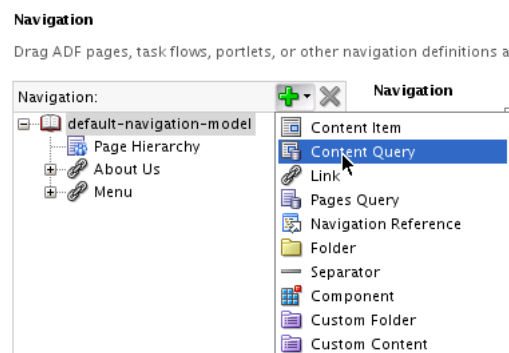 Navigation
Drag ADF pages, task flows, portlets, or other navigation definitions a
Navigation:
Navigation
default-navigation-model
Page Hierarchy
About Us
Menu
Content Item
Content Query
Link
Pages Query
Navigation Reference
Folder
Separator
Component
Custom Folder
Custom Content